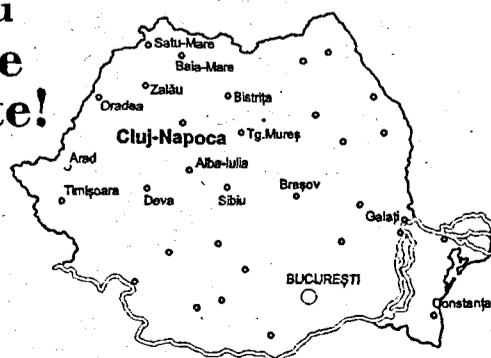 u
e
te!
Satu-Mare
Baia-Mare
Zalău
Oradea
Bistrița
Cluj-Napoca
Tg.Mureș
Arad
Alba-Iulia
Timișoara
Deva
Sibiu
Brașov
Galați
BUCUREȘTI
Constanța